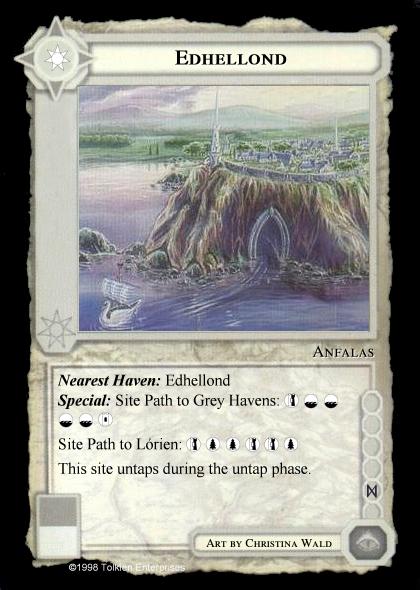 EDHELLOND
ANFALAS
Nearest Haven: Edhellond
Special: Site Path to Grey Havens:
Site Path to Lórien:
This site untaps during the untap phase.
ART BY CHRISTINA WALD
©1998 Tolkien Enterprises